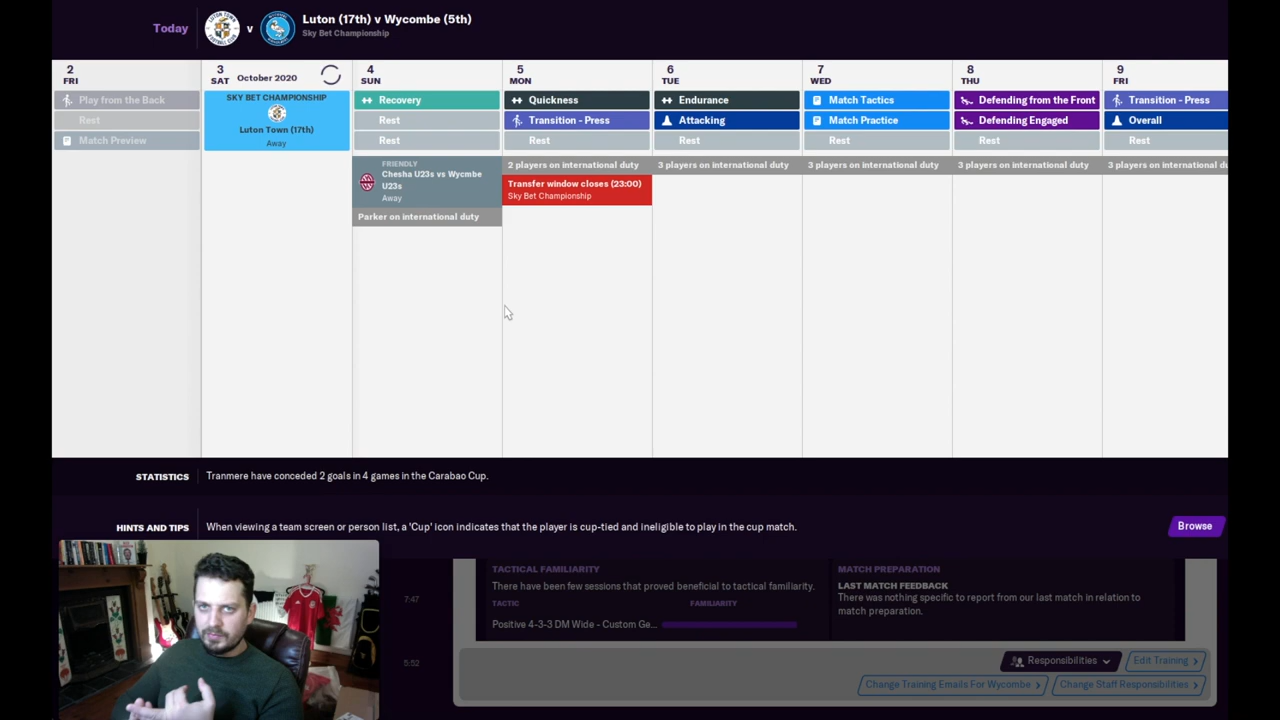 Today
v
Luton (17th) v Wycombe (5th)
Sky Bet Championship
2
FRI
Play from the Back
Rest
Match Preview
3
SAT October 2020
SKY BET CHAMPIONSHIP
Luton Town (17th)
Away
4
SUN
Recovery
Rest
Rest
FRIENDLY
Chesha U23s vs Wycmbe
U23s
Away
Parker on international duty
5
MON
Quickness
Transition - Press
Rest
2 players on international duty
Transfer window closes (23:00)
Sky Bet Championship
6
TUE
Endurance
Attacking
Rest
3 players on international duty
7
WED
Match Tactics
Match Practice
Rest
3 players on international duty
8
THU
Defending from the Front
Defending Engaged
Rest
3 players on international duty
9
FRI
Transition - Press
Overall
Rest
3 players on international du
STATISTICS Tranmere have conceded 2 goals in 4 games in the Carabao Cup.
HINTS AND TIPS When viewing a team screen or person list, a 'Cup' icon indicates that the player is cup-tied and ineligible to play in the cup match.
Browse
7:47
5:52
TACTICAL FAMILIARITY
There have been few sessions that proved beneficial to tactical familiarity.
TACTIC FAMILIARITY
Positive 4-3-3 DM Wide - Custom Ge...
MATCH PREPARATION
LAST MATCH FEEDBACK
There was nothing specific to report from our last match in relation to
match preparation.
Responsibilities
Edit Training
Change Training Emails For Wycombe
Change Staff Responsibilities